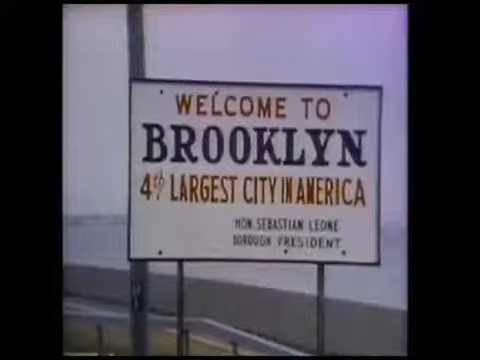 WELCOME TO
BROOKLYN
4th LARGEST CITY IN AMERICA
HON. SEBASTIAN LEONE
BOROUGH PRESIDENT